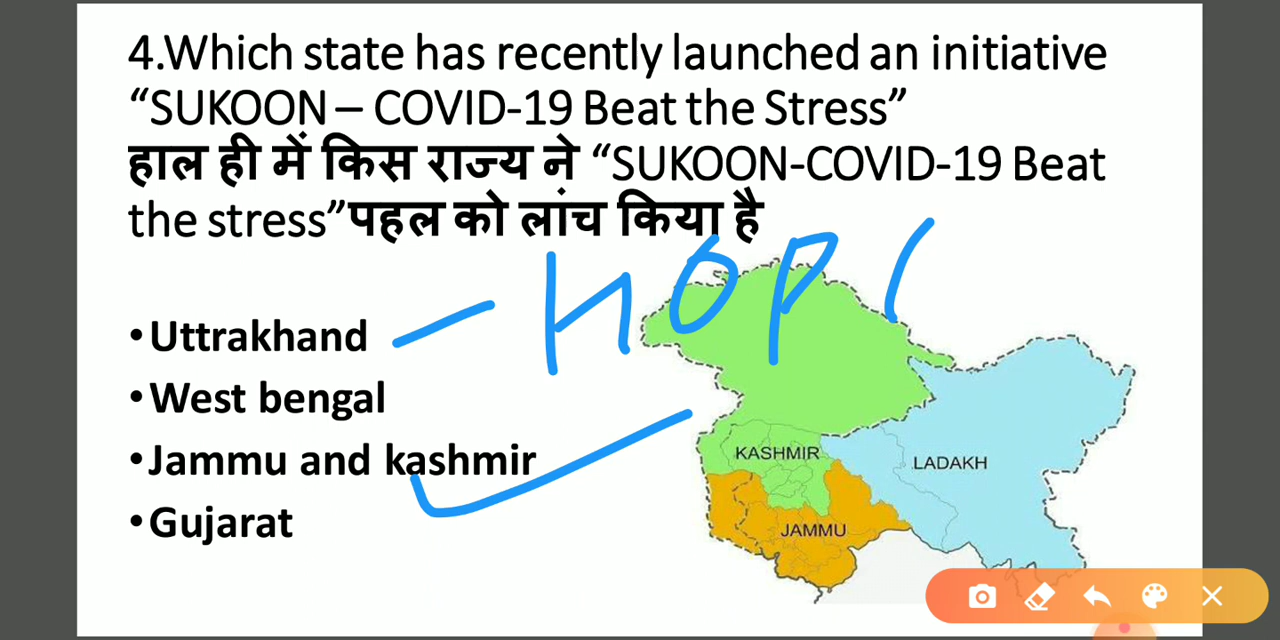 4.Which state has recently launched an initiative
“SUKOON – COVID-19 Beat the Stress”
हाल ही में किस राज्य ने “SUKOON-COVID-19 Beat
the stress”पहल को लांच किया है
•Uttrakhand
HOP
•West bengal
•Jammu and kashmir
•Gujarat
KASHMIR
LADAKH
JAMMU